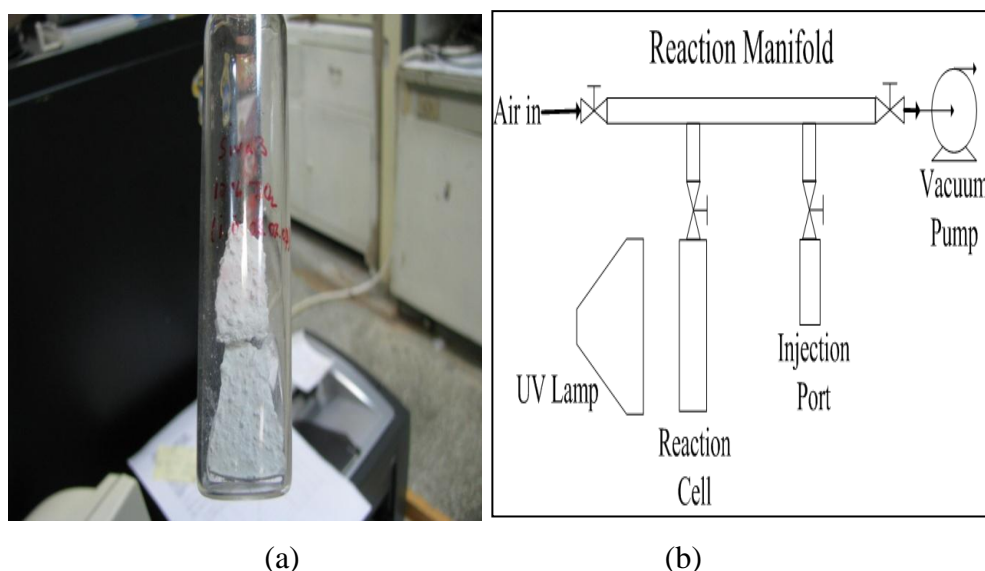 Reaction Manifold
Air in
Vacuum
Pump
UV Lamp
Injection
Port
Reaction
Cell
(a)
(b)